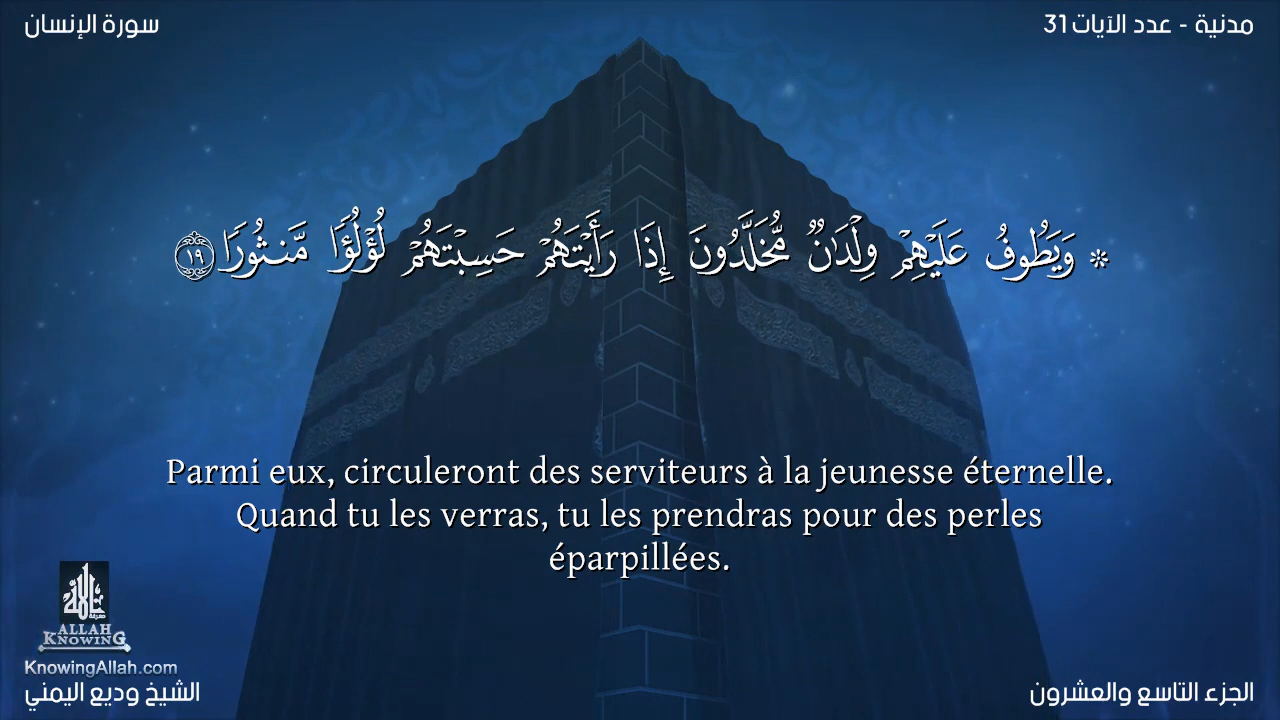 سورة الإنسان
مدنية - عدد الآيات 31
* وَيَطُوفُ عَلَيْهِمْ وِلْدَٰنٌ مُّخَلَّدُونَ إِذَا رَأَيْتَهُمْ حَسِبْتَهُمْ لُؤْلُؤًا مَّنثُورًا ١٩
Parmi eux, circuleront des serviteurs à la jeunesse éternelle.
Quand tu les verras, tu les prendras pour des perles
éparpillées.
ALLAH
KNOWING
KnowingAllah.com
الشيخ وديع اليمني
الجزء التاسع والعشرون